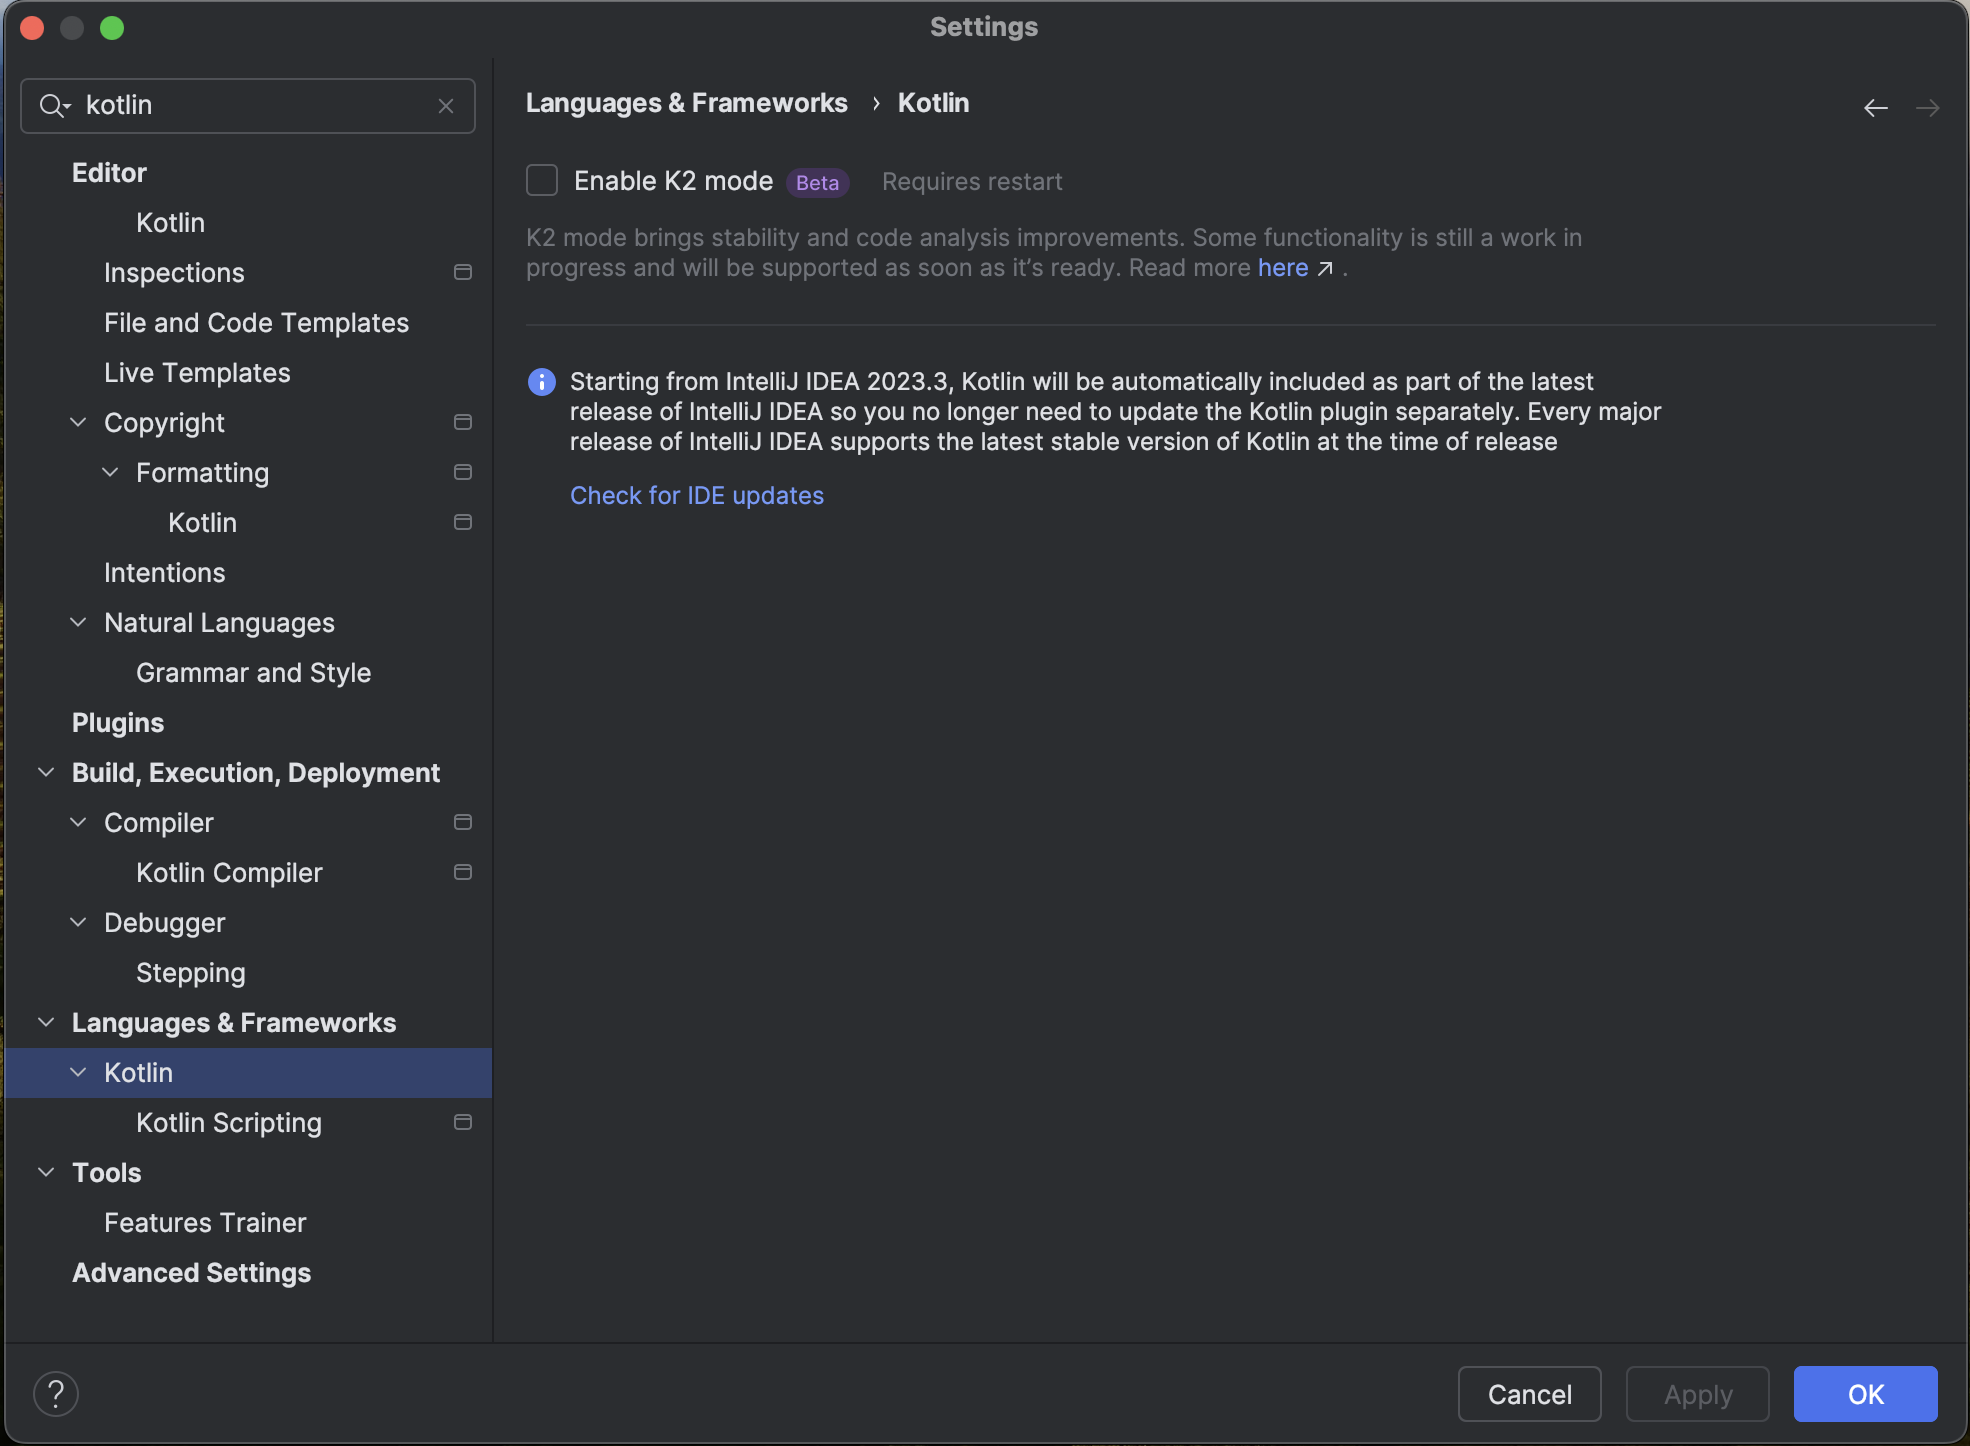 Settings
kotlin
Editor
Kotlin
Inspections
File and Code Templates
Live Templates
Copyright
Formatting
Kotlin
Intentions
Natural Languages
Grammar and Style
Plugins
Build, Execution, Deployment
Compiler
Kotlin Compiler
Debugger
Stepping
Languages & Frameworks
Kotlin
Kotlin Scripting
Tools
Features Trainer
Advanced Settings
Languages & Frameworks › Kotlin
Enable K2 mode Beta Requires restart
K2 mode brings stability and code analysis improvements. Some functionality is still a work in
progress and will be supported as soon as it’s ready. Read more here ↗ .
Starting from IntelliJ IDEA 2023.3, Kotlin will be automatically included as part of the latest
release of IntelliJ IDEA so you no longer need to update the Kotlin plugin separately. Every major
release of IntelliJ IDEA supports the latest stable version of Kotlin at the time of release
Check for IDE updates
?
Cancel
Apply
OK